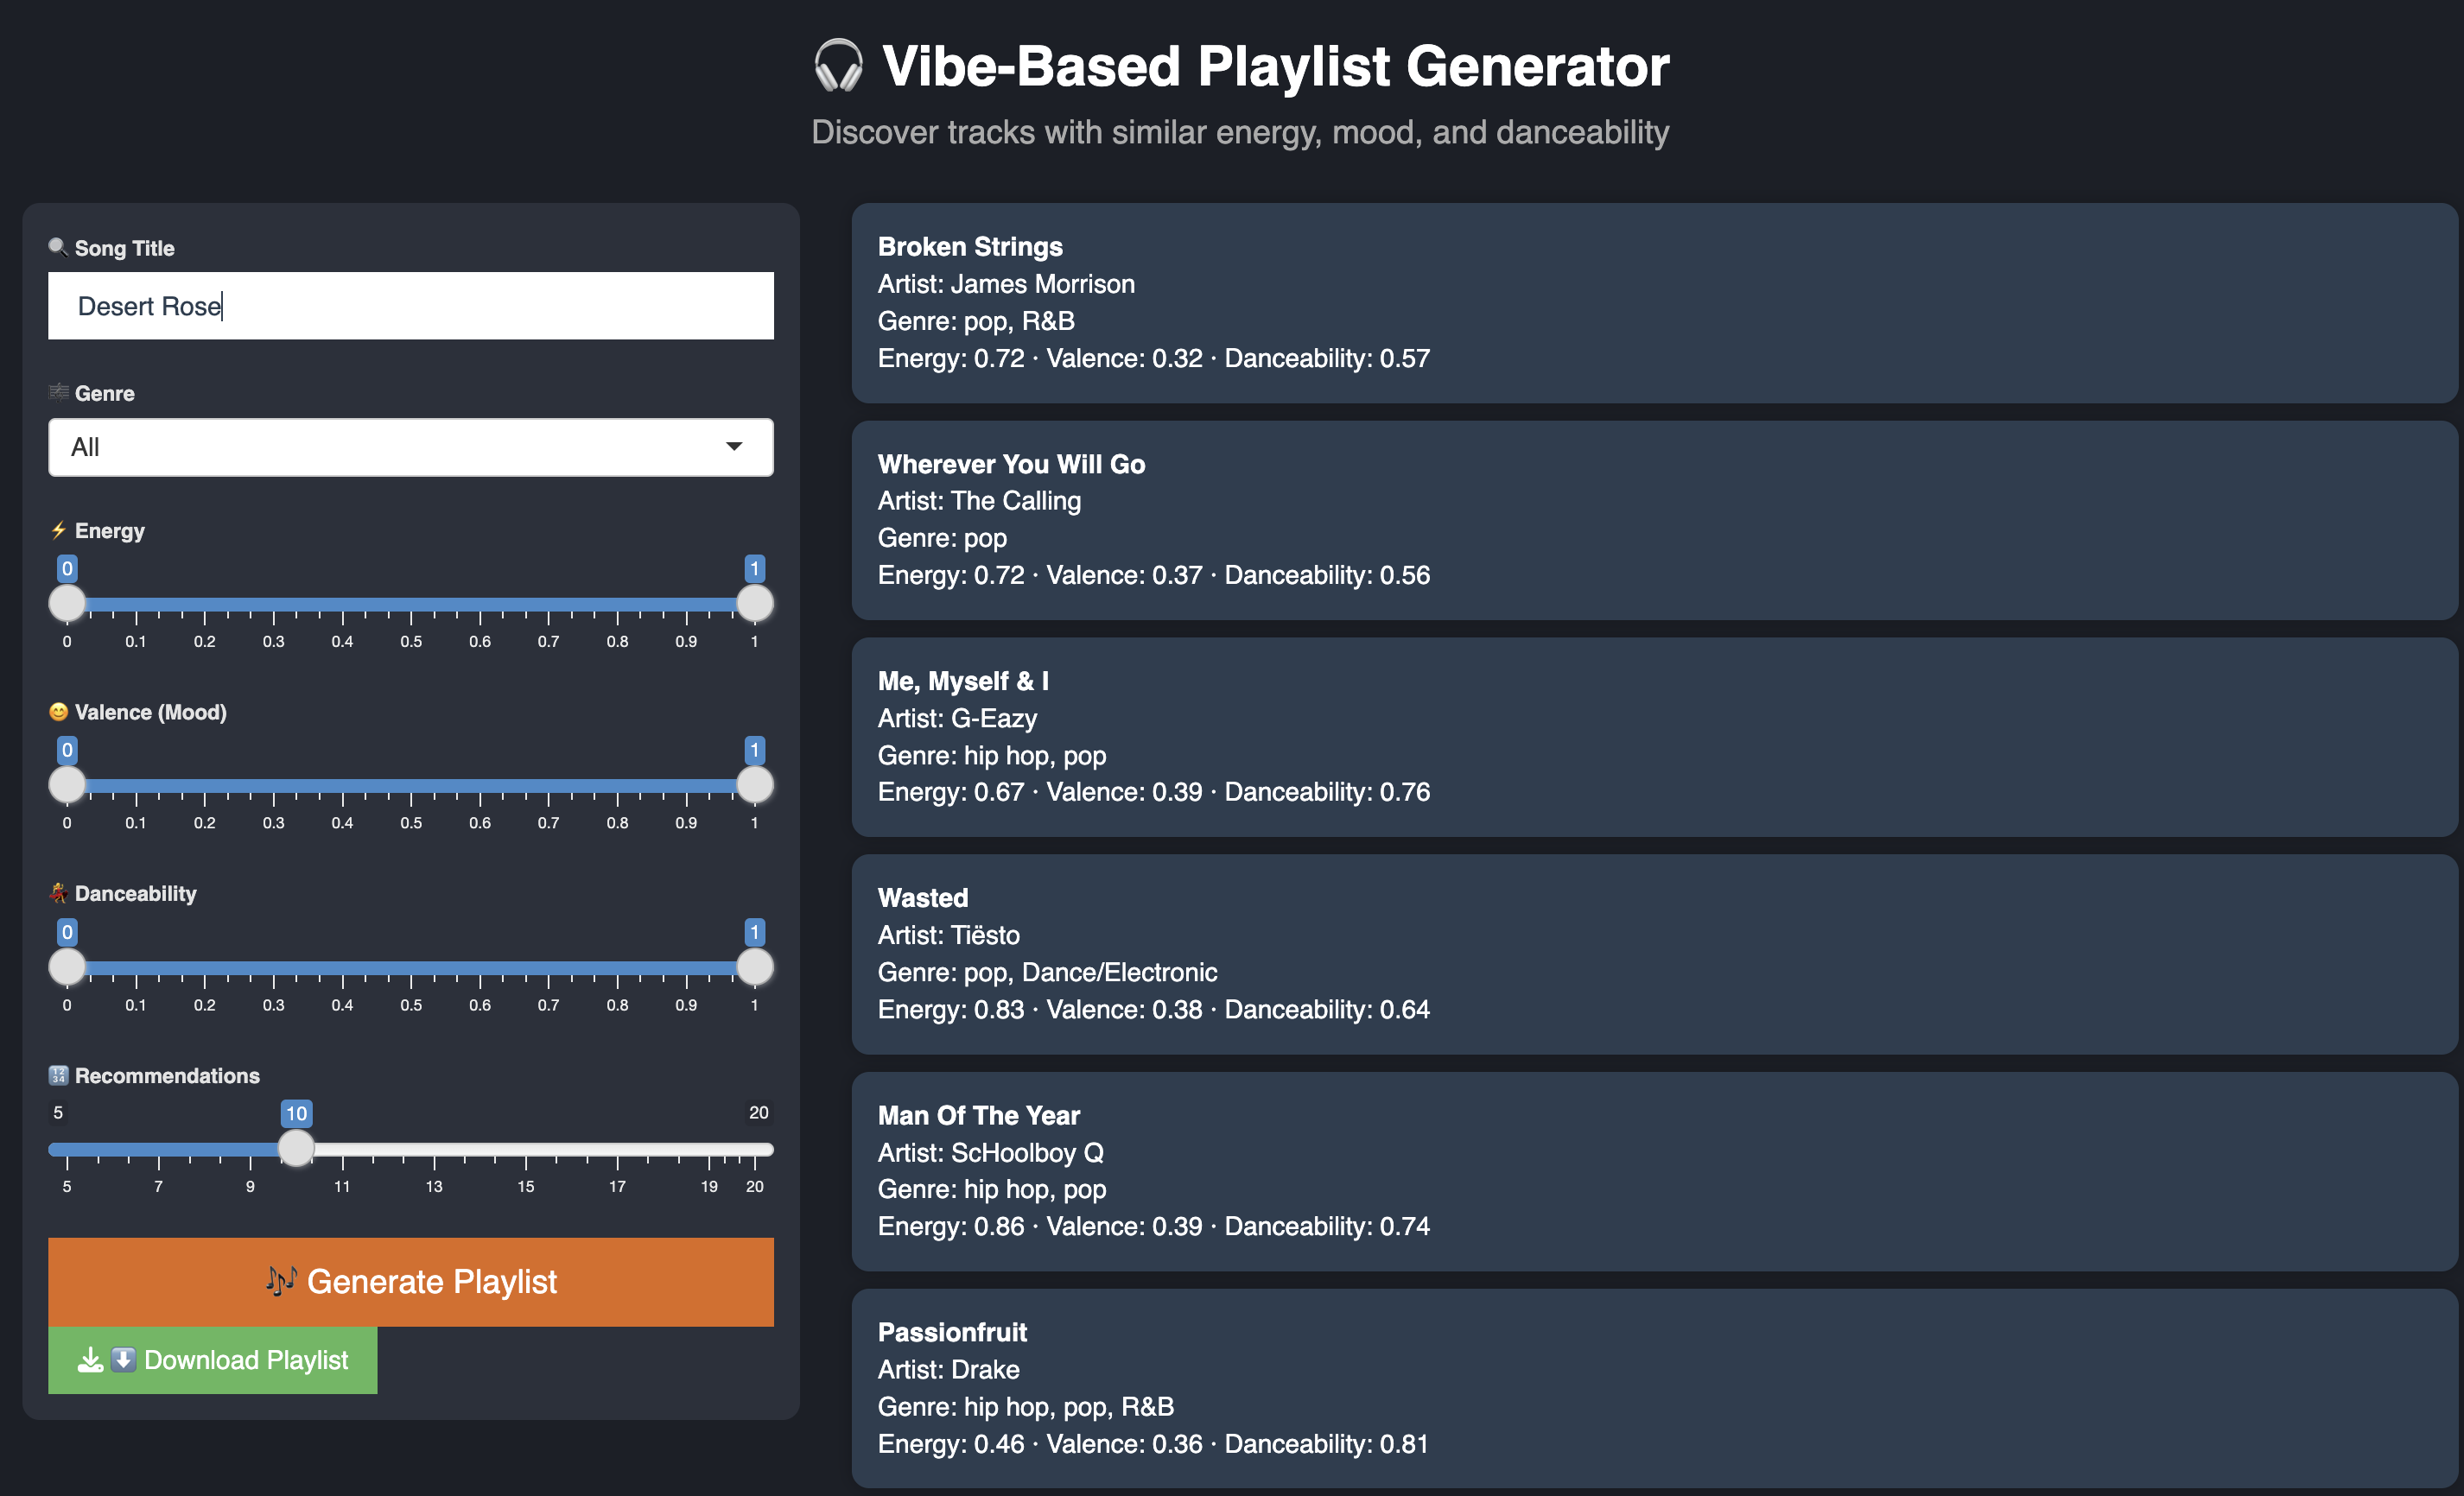 🎧 Vibe-Based Playlist Generator
Discover tracks with similar energy, mood, and danceability
🔍 Song Title
Desert Rose
🎼 Genre
All
⚡ Energy
0 1
0 0.1 0.2 0.3 0.4 0.5 0.6 0.7 0.8 0.9 1
😊 Valence (Mood)
0 1
0 0.1 0.2 0.3 0.4 0.5 0.6 0.7 0.8 0.9 1
💃 Danceability
0 1
0 0.1 0.2 0.3 0.4 0.5 0.6 0.7 0.8 0.9 1
🔢 Recommendations
5 10 20
5 7 9 11 13 15 17 19 20
🎶 Generate Playlist
⬇️ Download Playlist
Broken Strings
Artist: James Morrison
Genre: pop, R&B
Energy: 0.72 · Valence: 0.32 · Danceability: 0.57
Wherever You Will Go
Artist: The Calling
Genre: pop
Energy: 0.72 · Valence: 0.37 · Danceability: 0.56
Me, Myself & I
Artist: G-Eazy
Genre: hip hop, pop
Energy: 0.67 · Valence: 0.39 · Danceability: 0.76
Wasted
Artist: Tiësto
Genre: pop, Dance/Electronic
Energy: 0.83 · Valence: 0.38 · Danceability: 0.64
Man Of The Year
Artist: ScHoolboy Q
Genre: hip hop, pop
Energy: 0.86 · Valence: 0.39 · Danceability: 0.74
Passionfruit
Artist: Drake
Genre: hip hop, pop, R&B
Energy: 0.46 · Valence: 0.36 · Danceability: 0.81